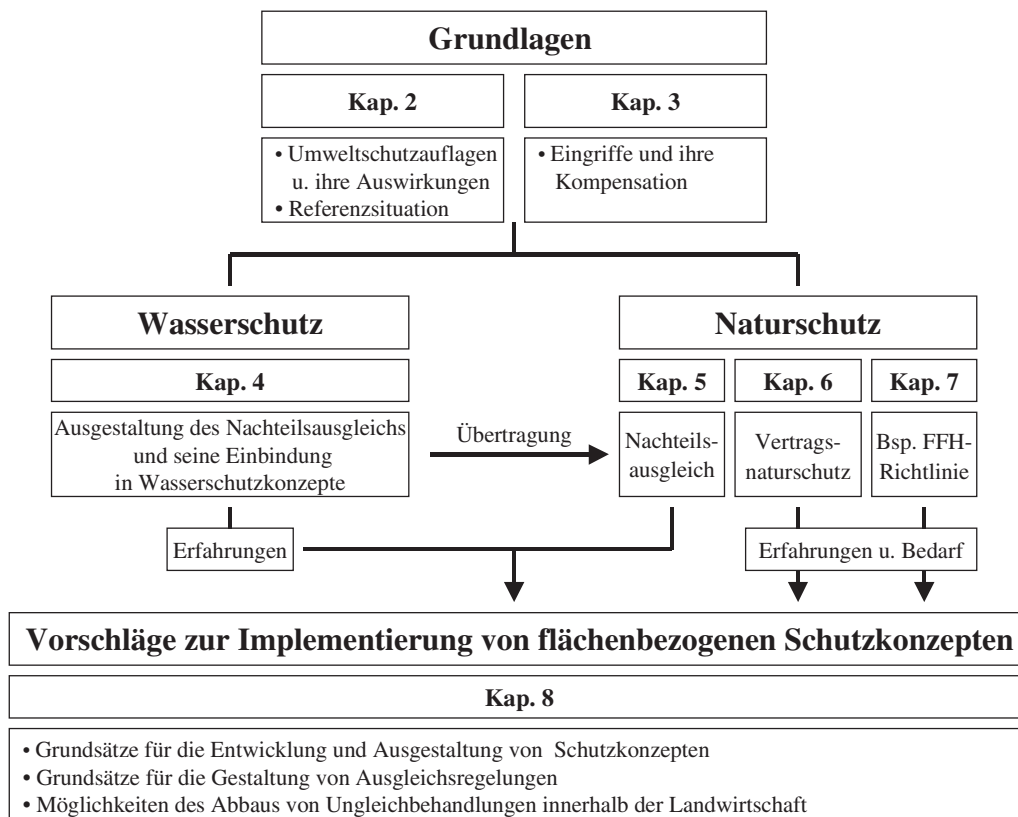 Grundlagen
Kap. 2
• Umweltschutzauflagen
u. ihre Auswirkungen
• Referenzsituation
Kap. 3
• Eingriffe und ihre
Kompensation
Wasserschutz
Kap. 4
Ausgestaltung des Nachteilsausgleichs
und seine Einbindung
in Wasserschutzkonzepte
Erfahrungen
Übertragung
Naturschutz
Kap. 5
Nachteils-
ausgleich
Kap. 6
Vertrags-
naturschutz
Kap. 7
Bsp. FFH-
Richtlinie
Erfahrungen u. Bedarf
Vorschläge zur Implementierung von flächenbezogenen Schutzkonzepten
Kap. 8
• Grundsätze für die Entwicklung und Ausgestaltung von Schutzkonzepten
• Grundsätze für die Gestaltung von Ausgleichsregelungen
• Möglichkeiten des Abbaus von Ungleichbehandlungen innerhalb der Landwirtschaft